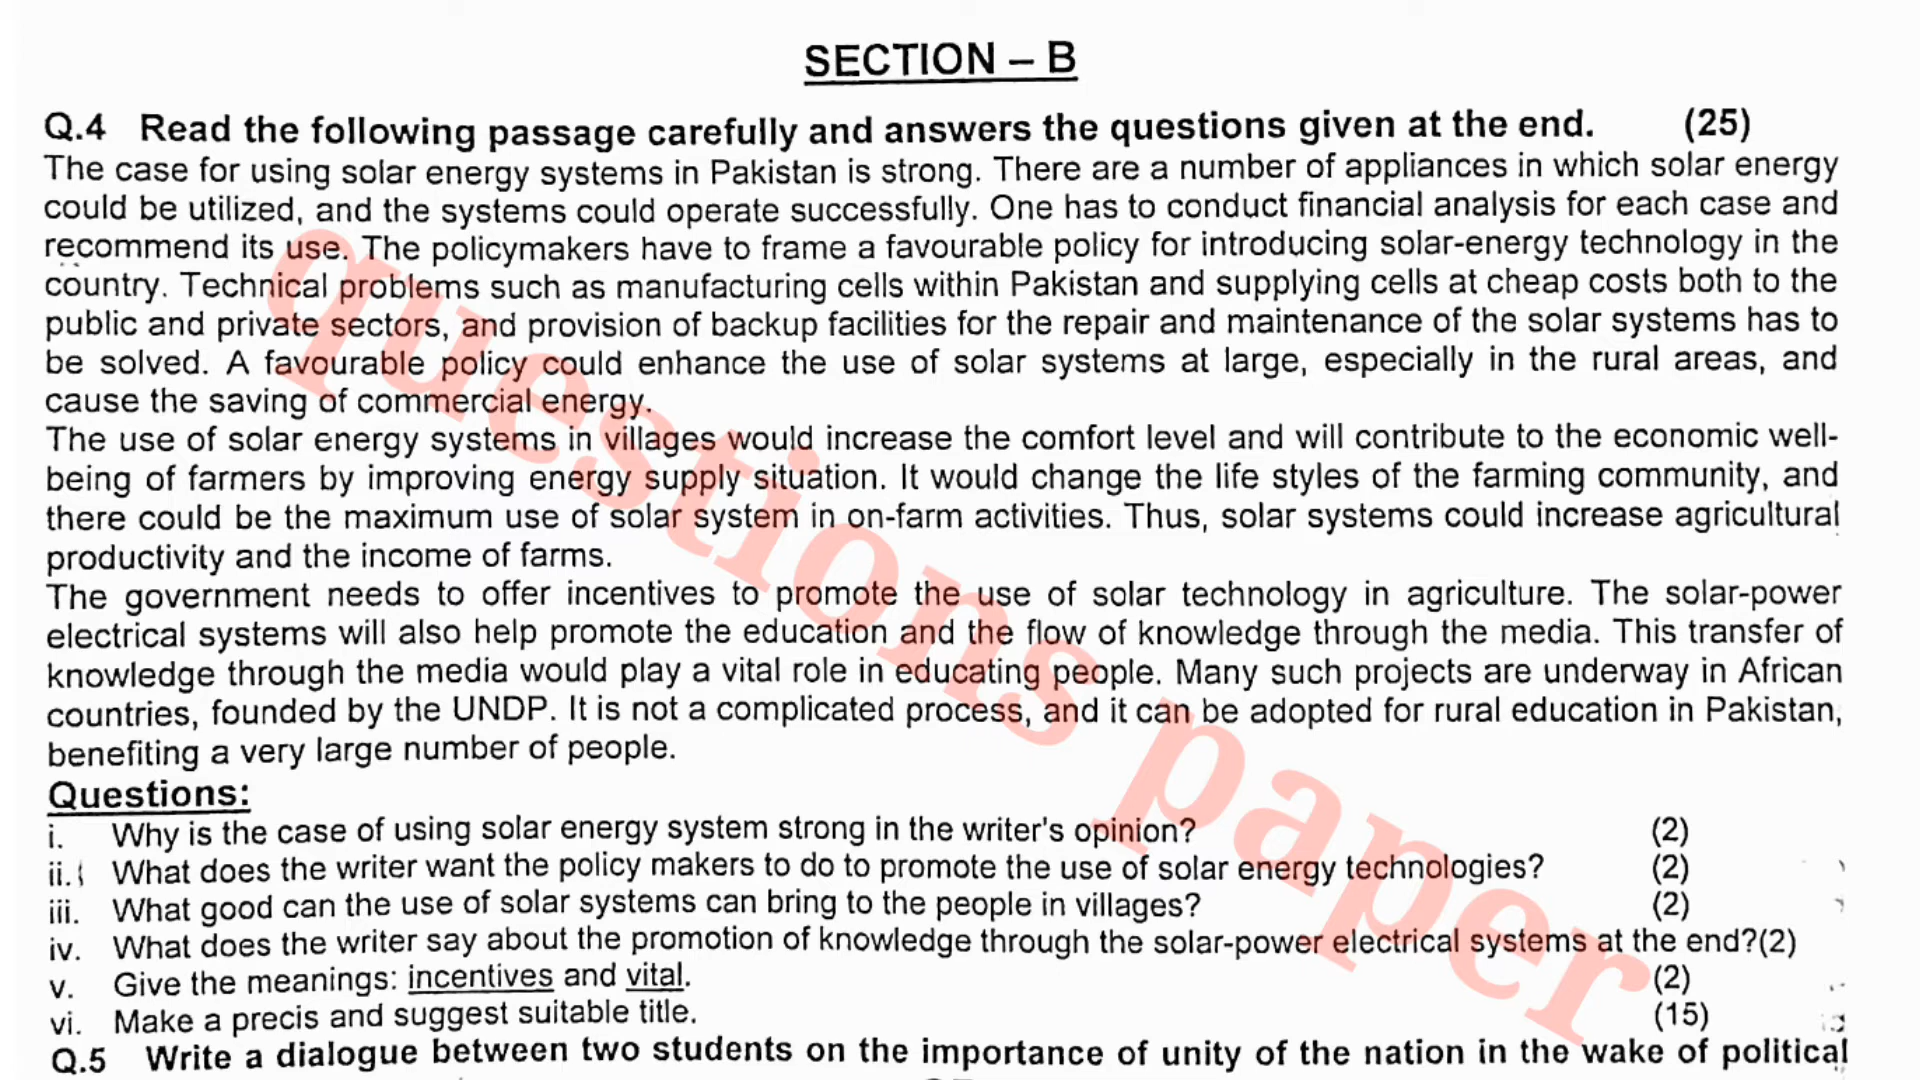 SECTION – B
Q.4 Read the following passage carefully and answers the questions given at the end. (25)
The case for using solar energy systems in Pakistan is strong. There are a number of appliances in which solar energy
could be utilized, and the systems could operate successfully. One has to conduct financial analysis for each case and
recommend its use. The policymakers have to frame a favourable policy for introducing solar-energy technology in the
country. Technical problems such as manufacturing cells within Pakistan and supplying cells at cheap costs both to the
public and private sectors, and provision of backup facilities for the repair and maintenance of the solar systems has to
be solved. A favourable policy could enhance the use of solar systems at large, especially in the rural areas, and
cause the saving of commercial energy.
The use of solar energy systems in villages would increase the comfort level and will contribute to the economic well-
being of farmers by improving energy supply situation. It would change the life styles of the farming community, and
there could be the maximum use of solar system in on-farm activities. Thus, solar systems could increase agricultural
productivity and the income of farms.
The government needs to offer incentives to promote the use of solar technology in agriculture. The solar-power
electrical systems will also help promote the education and the flow of knowledge through the media. This transfer of
knowledge through the media would play a vital role in educating people. Many such projects are underway in African
countries, founded by the UNDP. It is not a complicated process, and it can be adopted for rural education in Pakistan,
benefiting a very large number of people.
Questions:
i. Why is the case of using solar energy system strong in the writer's opinion? (2)
ii. What does the writer want the policy makers to do to promote the use of solar energy technologies? (2)
iii. What good can the use of solar systems can bring to the people in villages? (2)
iv. What does the writer say about the promotion of knowledge through the solar-power electrical systems at the end?(2)
v. Give the meanings: incentives and vital. (2)
vi. Make a precis and suggest suitable title. (15)
Q.5 Write a dialogue between two students on the importance of unity of the nation in the wake of political
questions paper